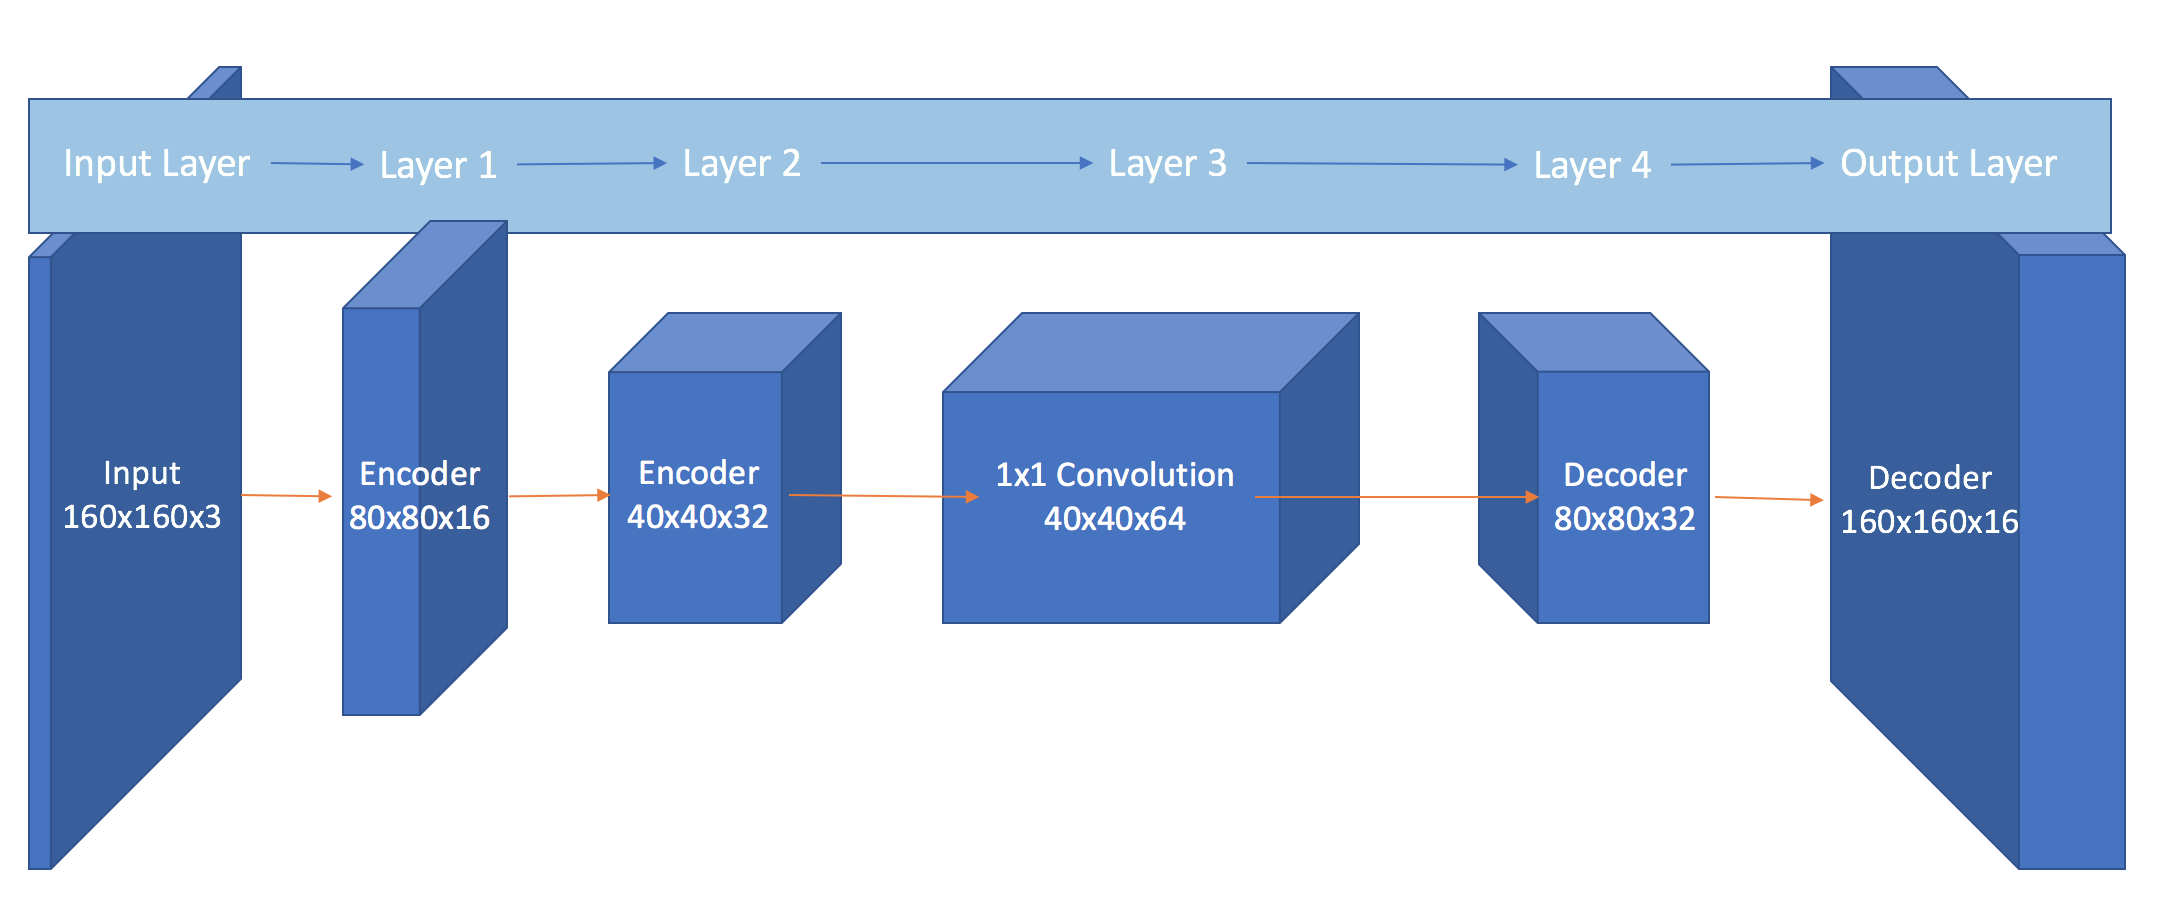 Input Layer
Layer 1
Layer 2
Layer 3
Layer 4
Output Layer
Input
160x160x3
Encoder
80x80x16
Encoder
40x40x32
1x1 Convolution
40x40x64
Decoder
80x80x32
Decoder
160x160x16